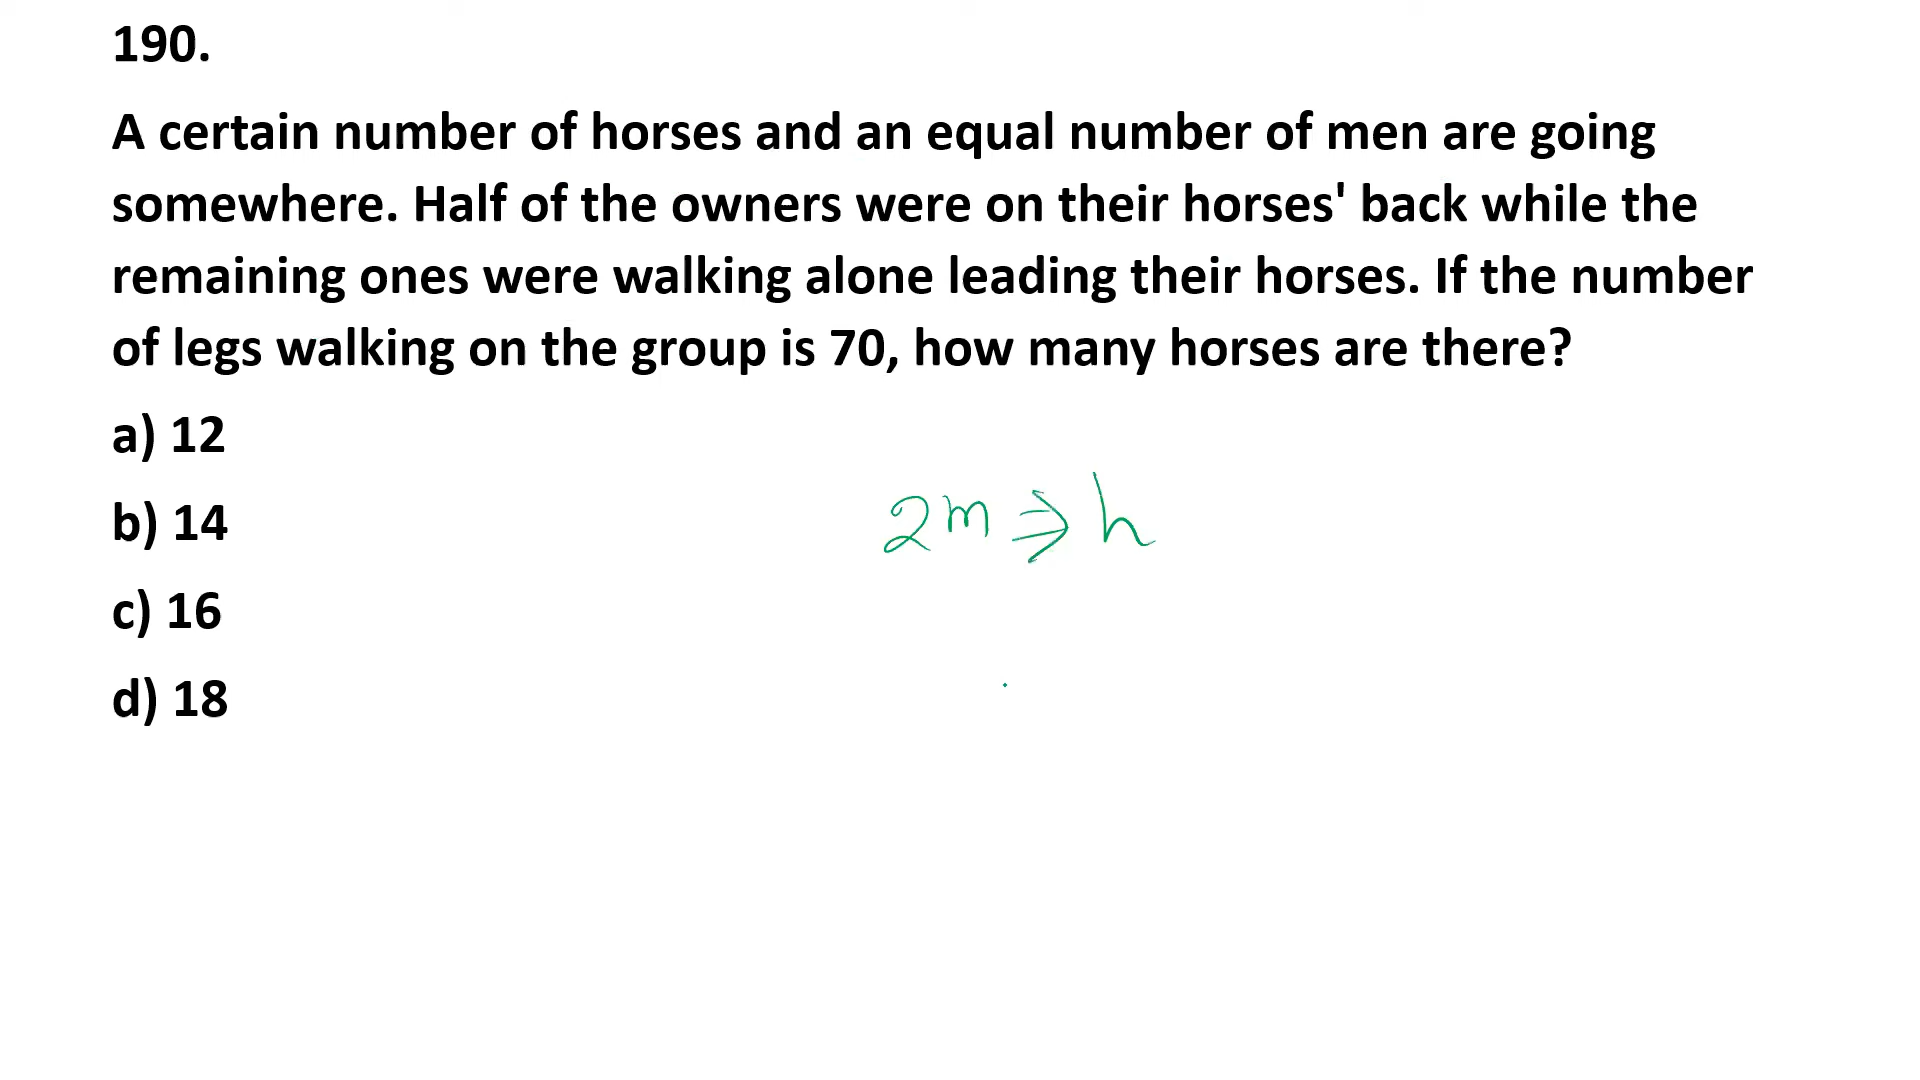 190.
A certain number of horses and an equal number of men are going
somewhere. Half of the owners were on their horses' back while the
remaining ones were walking alone leading their horses. If the number
of legs walking on the group is 70, how many horses are there?
a) 12
b) 14
2m ⇒ h
c) 16
d) 18